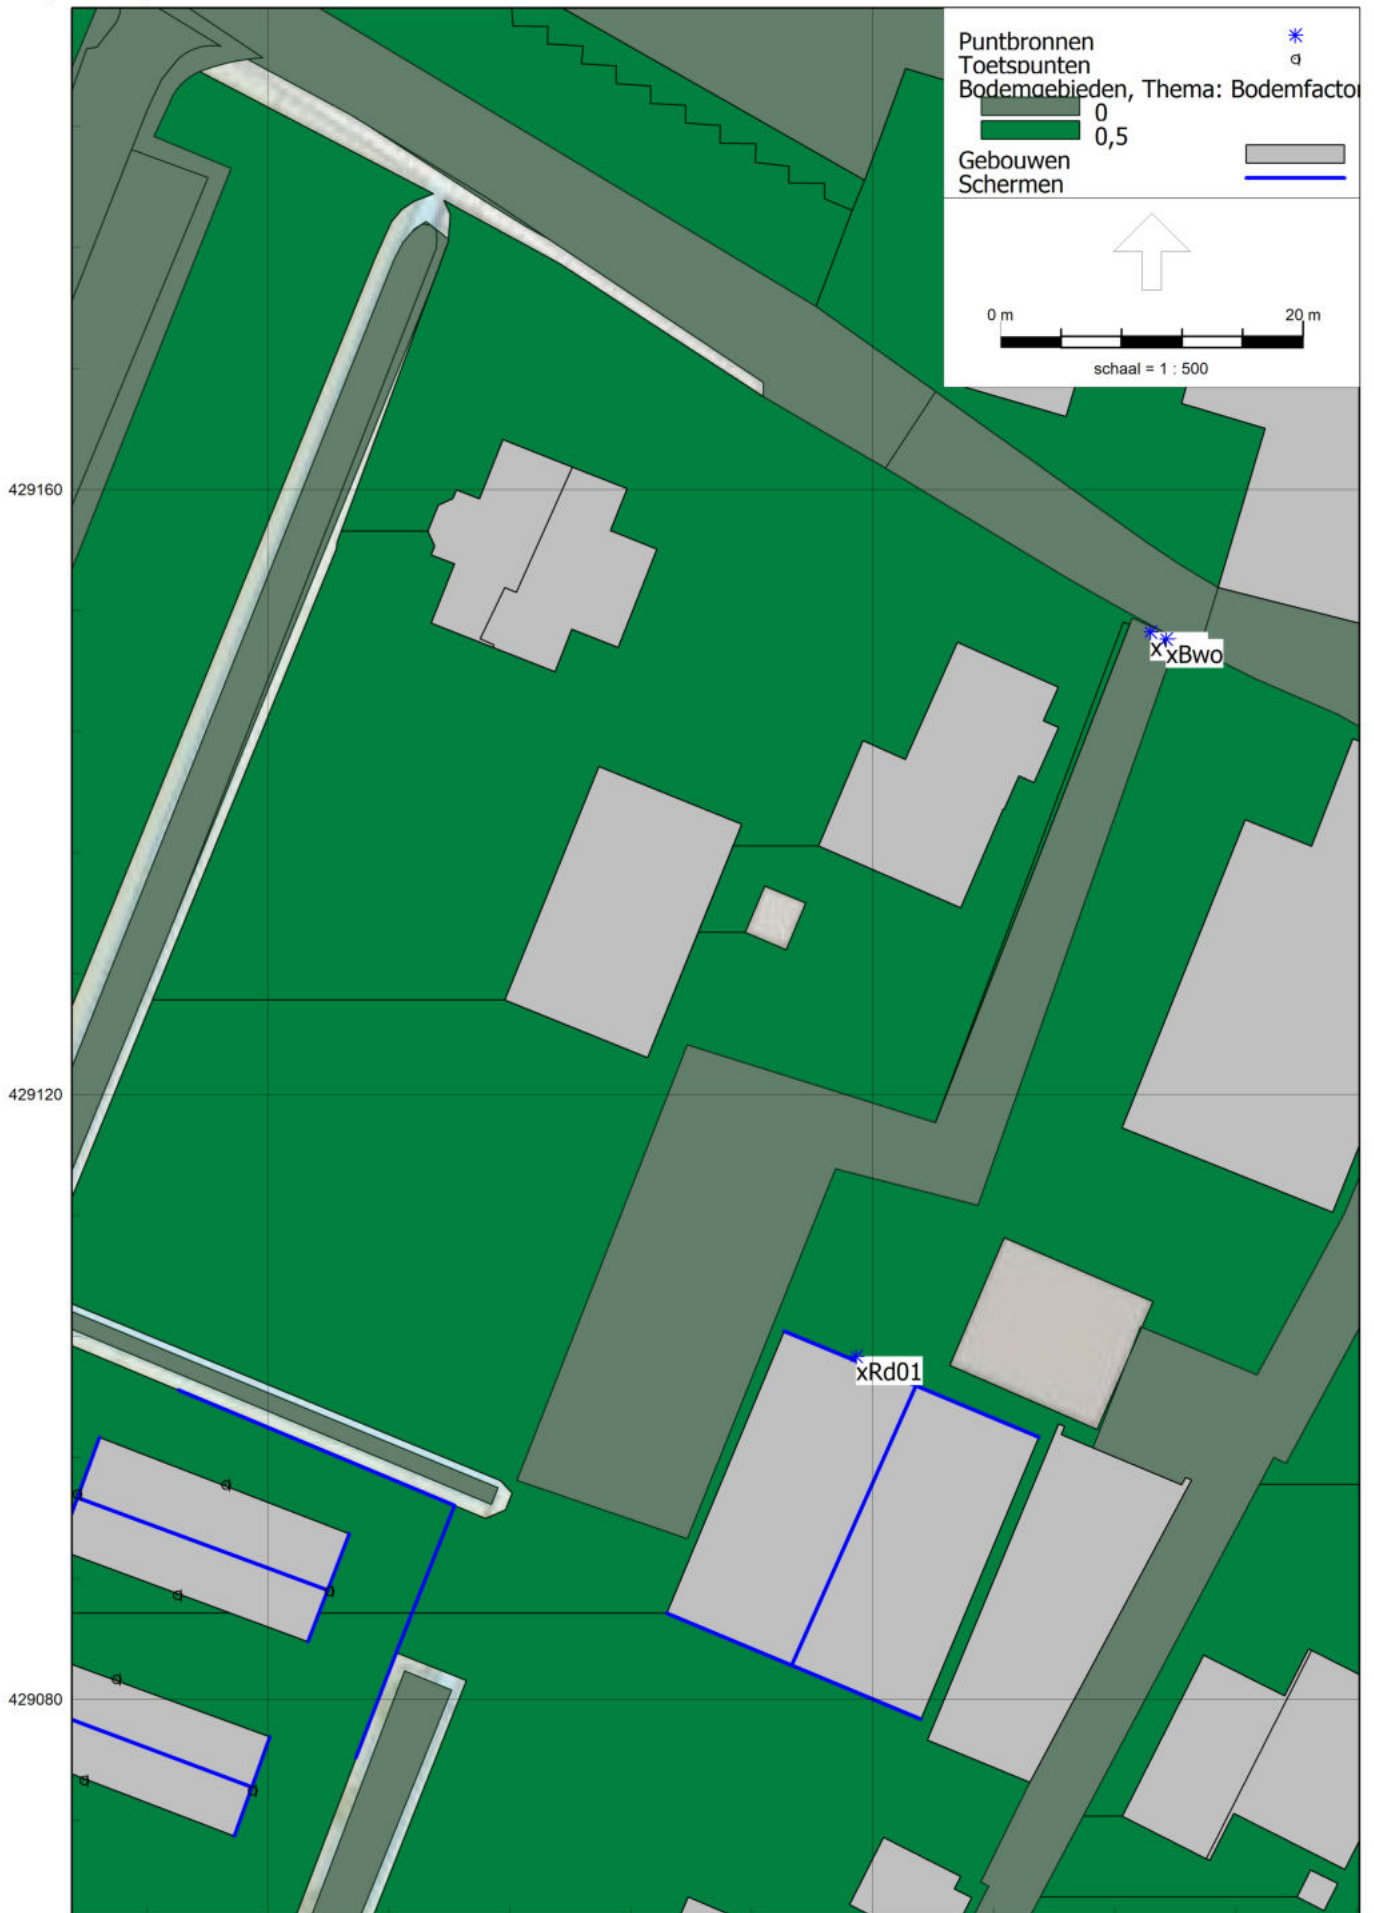 Puntbronnen
Toetspunten
Bodemgebieden, Thema: Bodemfactor
0
0,5
Gebouwen
Schermen
0 m 20 m
schaal = 1 : 500
429160
x xBwo
429120
xRd01
429080